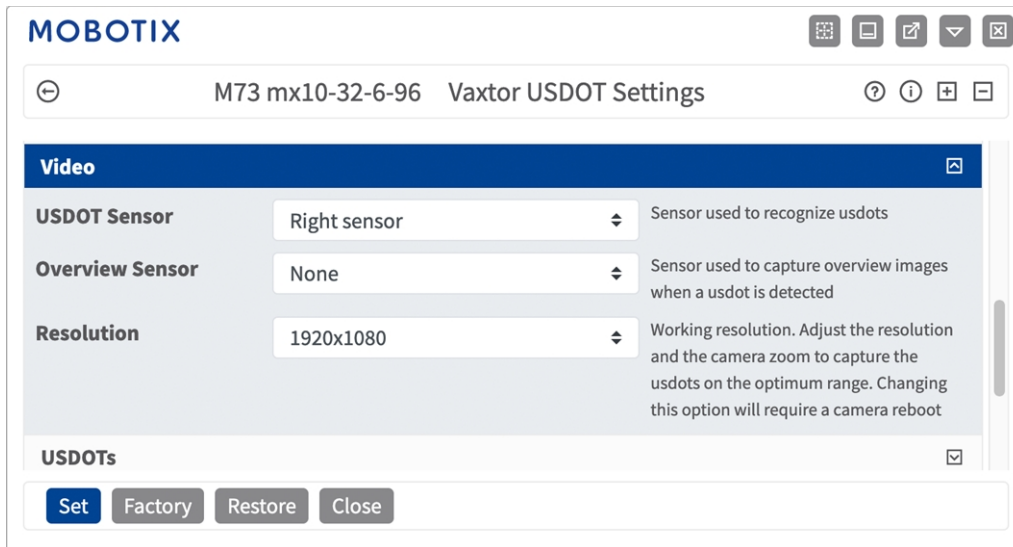 MOBOTIX
M73 mx10-32-6-96 Vaxtor USDOT Settings
Video
USDOT Sensor
Right sensor
Sensor used to recognize usdots
Overview Sensor
None
Sensor used to capture overview images
when a usdot is detected
Resolution
1920x1080
Working resolution. Adjust the resolution
and the camera zoom to capture the
usdots on the optimum range. Changing
this option will require a camera reboot
USDOTs
Set
Factory
Restore
Close